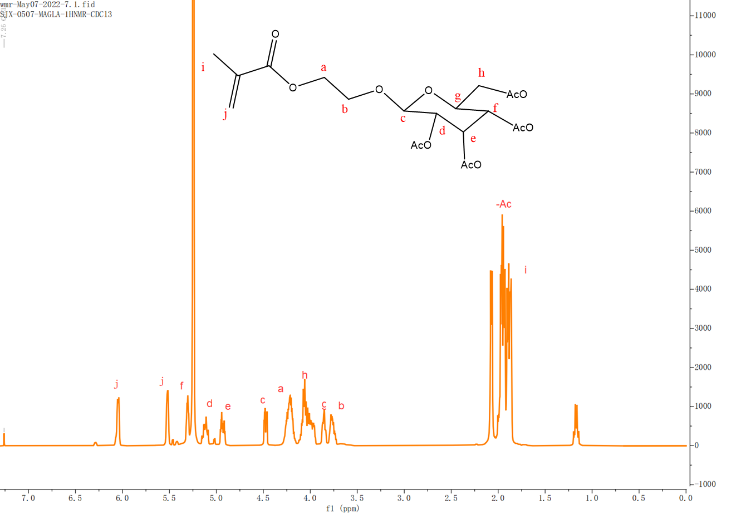 wmr-May07-2022-7.1.fid
SJX-0507-MAGLA-1HNMR-CDC13
O
i
a
h
O
j
b
O
c
O
g
f
AcO
AcO
d
e
AcO
AcO
-Ac
i
j
j
f
d
e
c
a
h
g
b
11000
10000
9000
8000
7000
6000
5000
4000
3000
2000
1000
0
-1000
7.0 6.5 6.0 5.5 5.0 4.5 4.0 3.5 3.0 2.5 2.0 1.5 1.0 0.5 0.0
f1 (ppm)